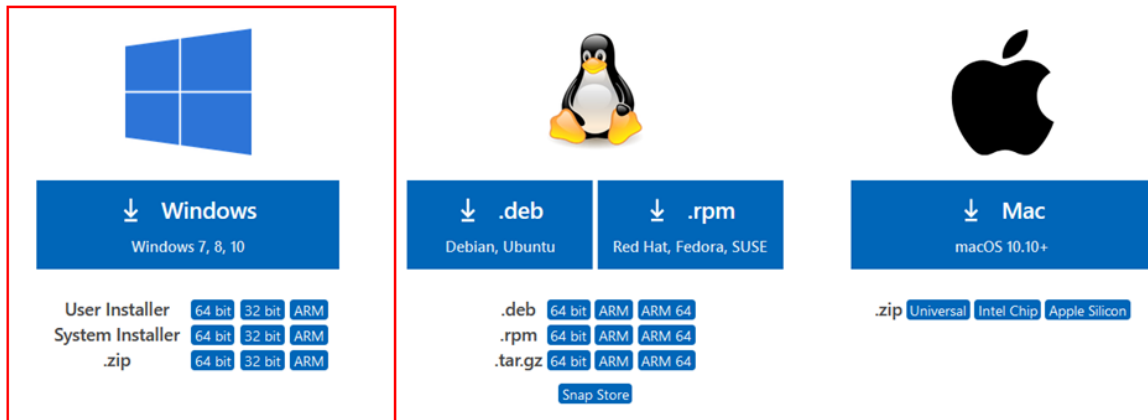 Windows
Windows 7, 8, 10
User Installer 64 bit 32 bit ARM
System Installer 64 bit 32 bit ARM
.zip 64 bit 32 bit ARM
.deb
Debian, Ubuntu
.rpm
Red Hat, Fedora, SUSE
.deb 64 bit ARM ARM 64
.rpm 64 bit ARM ARM 64
.tar.gz 64 bit ARM ARM 64
Snap Store
Mac
macOS 10.10+
.zip Universal Intel Chip Apple Silicon